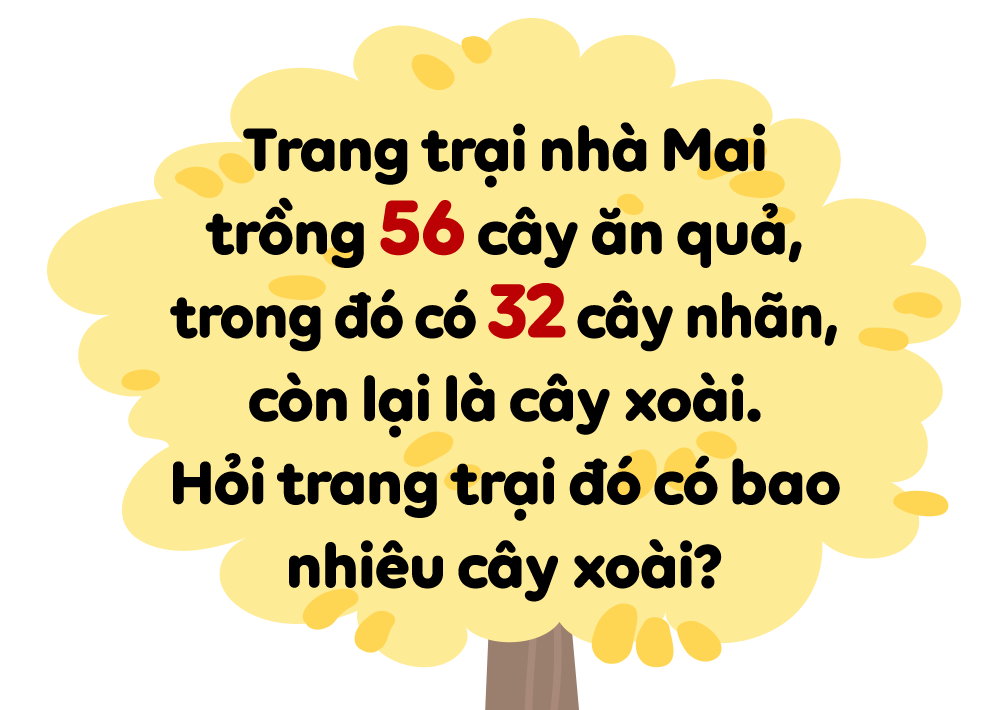 Trang trại nhà Mai
trồng 56 cây ăn quả,
trong đó có 32 cây nhãn,
còn lại là cây xoài.
Hỏi trang trại đó có bao
nhiêu cây xoài?